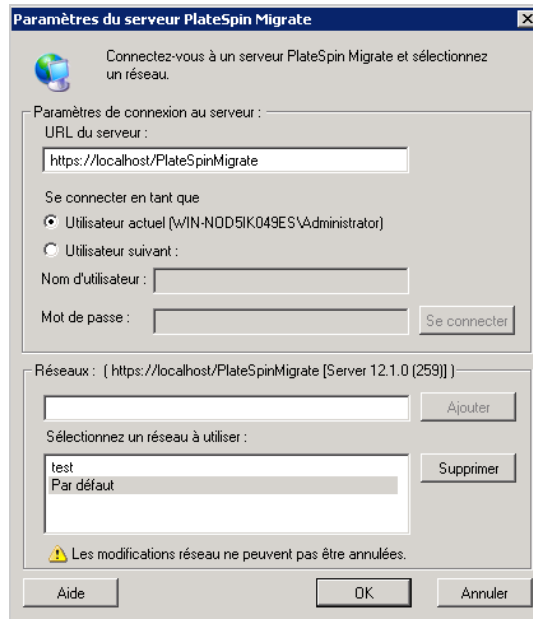 Paramètres du serveur PlateSpin Migrate
Connectez-vous à un serveur PlateSpin Migrate et sélectionnez
un réseau.
Paramètres de connexion au serveur :
URL du serveur :
https://localhost/PlateSpinMigrate
Se connecter en tant que
Utilisateur actuel (WIN-NOD5IK049ES\Administrator)
Utilisateur suivant :
Nom d'utilisateur :
Mot de passe :
Se connecter
Réseaux : ( https://localhost/PlateSpinMigrate [Server 12.1.0 (259)] )
Ajouter
Sélectionnez un réseau à utiliser :
test
Par défaut
Supprimer
Les modifications réseau ne peuvent pas être annulées.
Aide
OK
Annuler